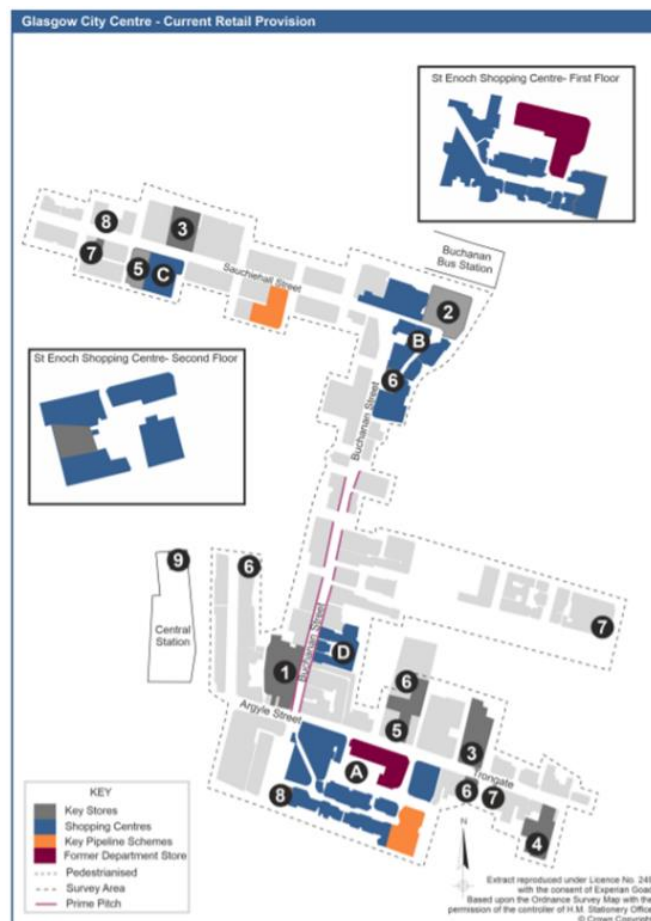 Glasgow City Centre - Current Retail Provision
St Enoch Shopping Centre- First Floor
8
3
7
5
C
Sauchiehall Street
Buchanan
Bus Station
2
B
6
St Enoch Shopping Centre- Second Floor
Buchanan Street
9
6
Central
Station
7
Buchanan Street
D
1
6
Argyle Street
5
3
A
Trongate
8
6
7
4
KEY
Key Stores
Shopping Centres
Key Pipeline Schemes
Former Department Store
Pedestrianised
Survey Area
Prime Pitch
N
Extract reproduced under Licence No. 249
with the consent of Experian Goad
Based upon the Ordnance Survey Map with the
permission of the controller of H.M. Stationery Office
© Crown Copyright